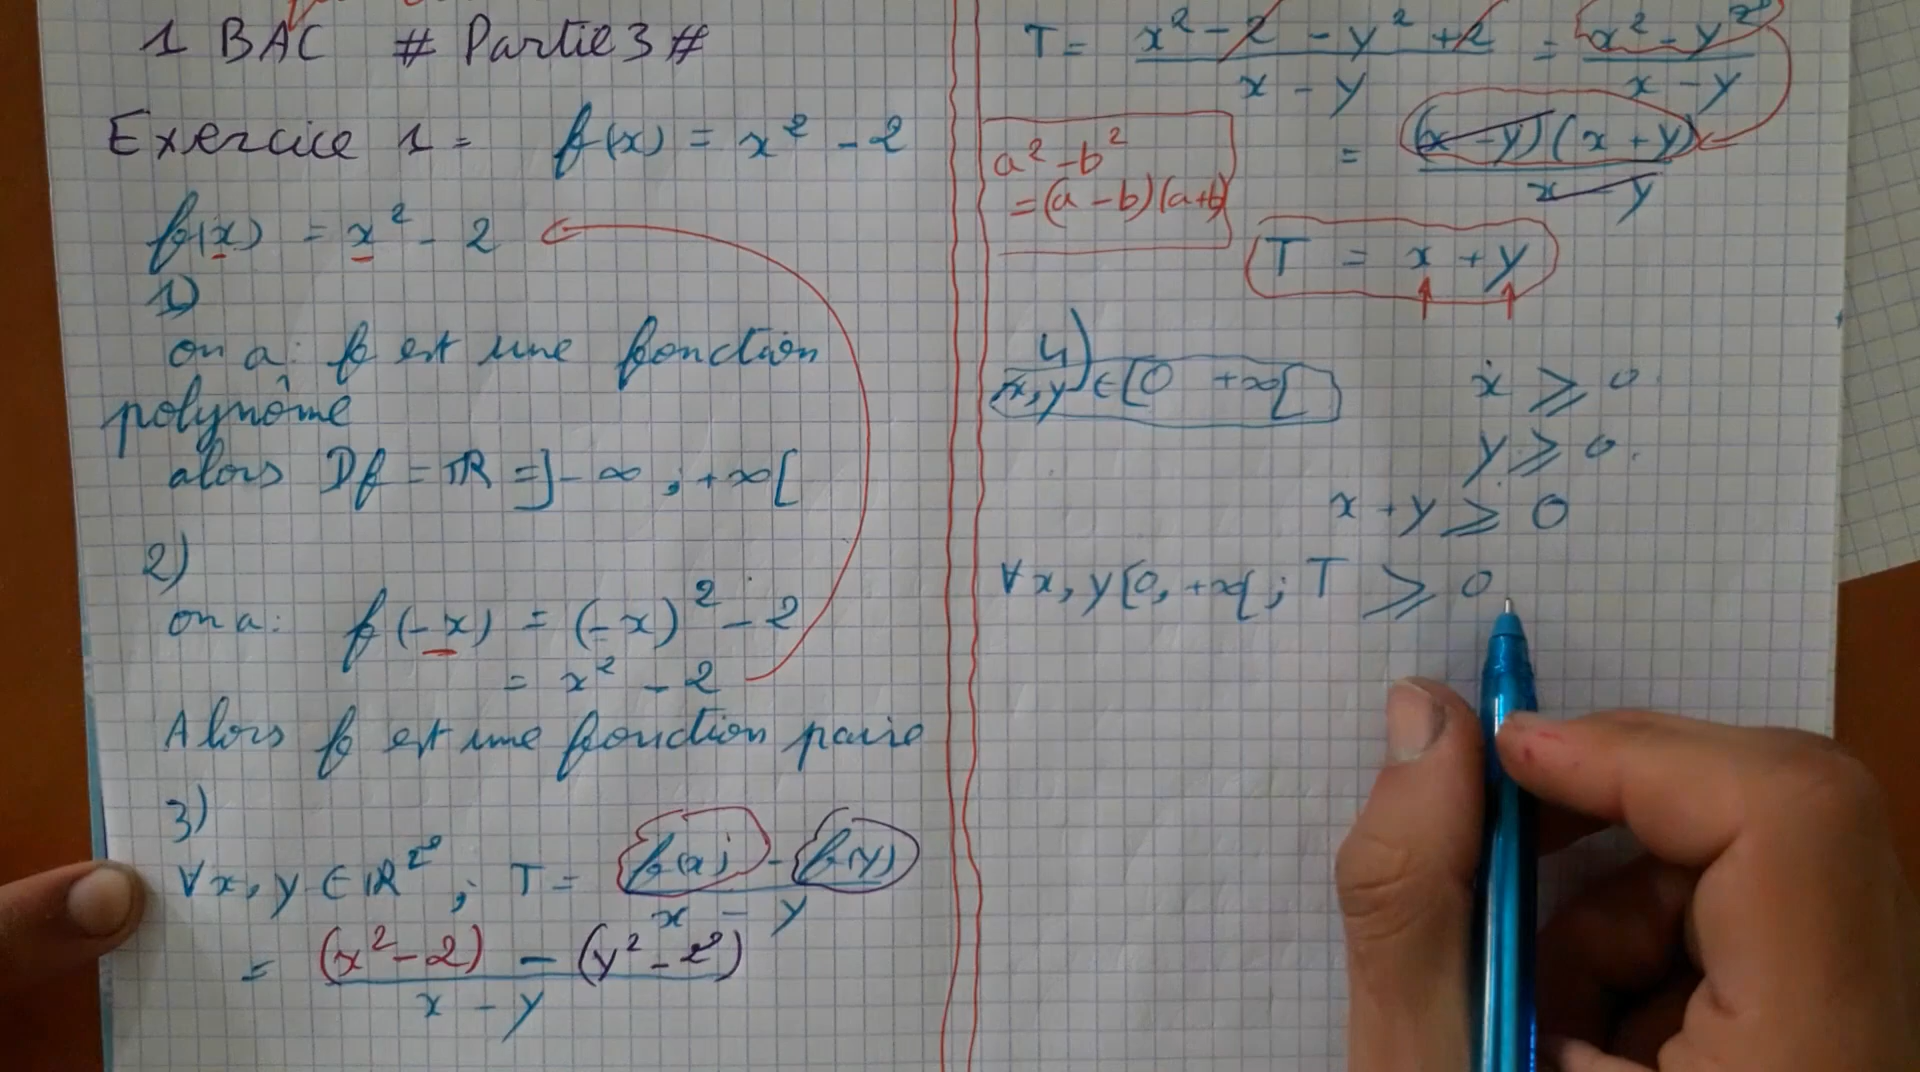 1 BAC # Partie 3 #
Exercice 1 = f(x) = x² - 2
f(x) = x² - 2
1)
on a: f est une fonction
polynôme
alors Df = IR = ]-∞ ; +∞[
2)
on a: f(-x) = (-x)² - 2
= x² - 2
Alors f est une fonction paire
3)
∀x, y ∈ IR² ; T = (f(x) - f(y)) / (x - y)
= ((x² - 2) - (y² - 2)) / (x - y)
T = (x² - 2 - y² + 2) / (x - y) = (x² - y²) / (x - y)
= ((x - y)(x + y)) / (x - y)
a² - b²
= (a - b)(a + b)
T = x + y
4)
x, y ∈ [0 +∞[
x ⩾ 0
y ⩾ 0.
x + y ⩾ 0
∀x, y [0, +∞[ ; T ⩾ 0